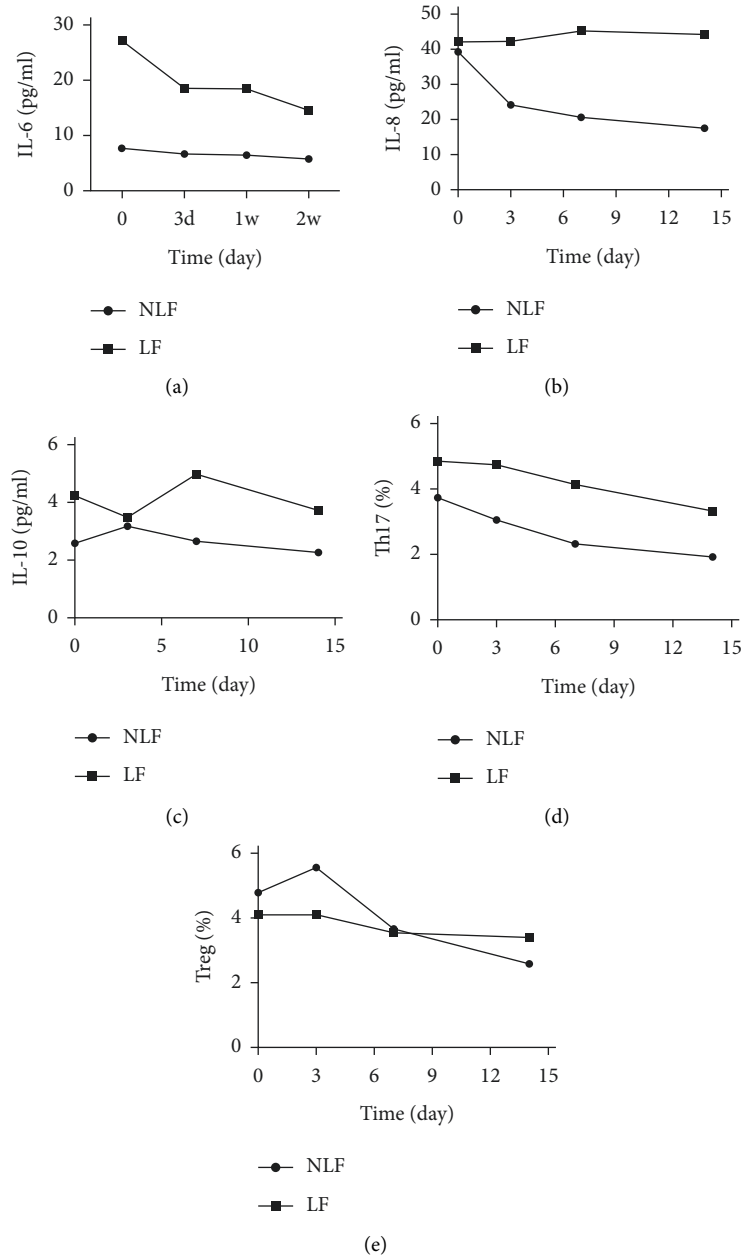 30
20
10
0
IL-6 (pg/ml)
0 3d 1w 2w
Time (day)
NLF
LF
(a)
50
40
30
20
10
0
IL-8 (pg/ml)
0 3 6 9 12 15
Time (day)
NLF
LF
(b)
6
4
2
0
IL-10 (pg/ml)
0 5 10 15
Time (day)
NLF
LF
(c)
6
4
2
0
Th17 (%)
0 3 6 9 12 15
Time (day)
NLF
LF
(d)
6
4
2
0
Treg (%)
0 3 6 9 12 15
Time (day)
NLF
LF
(e)